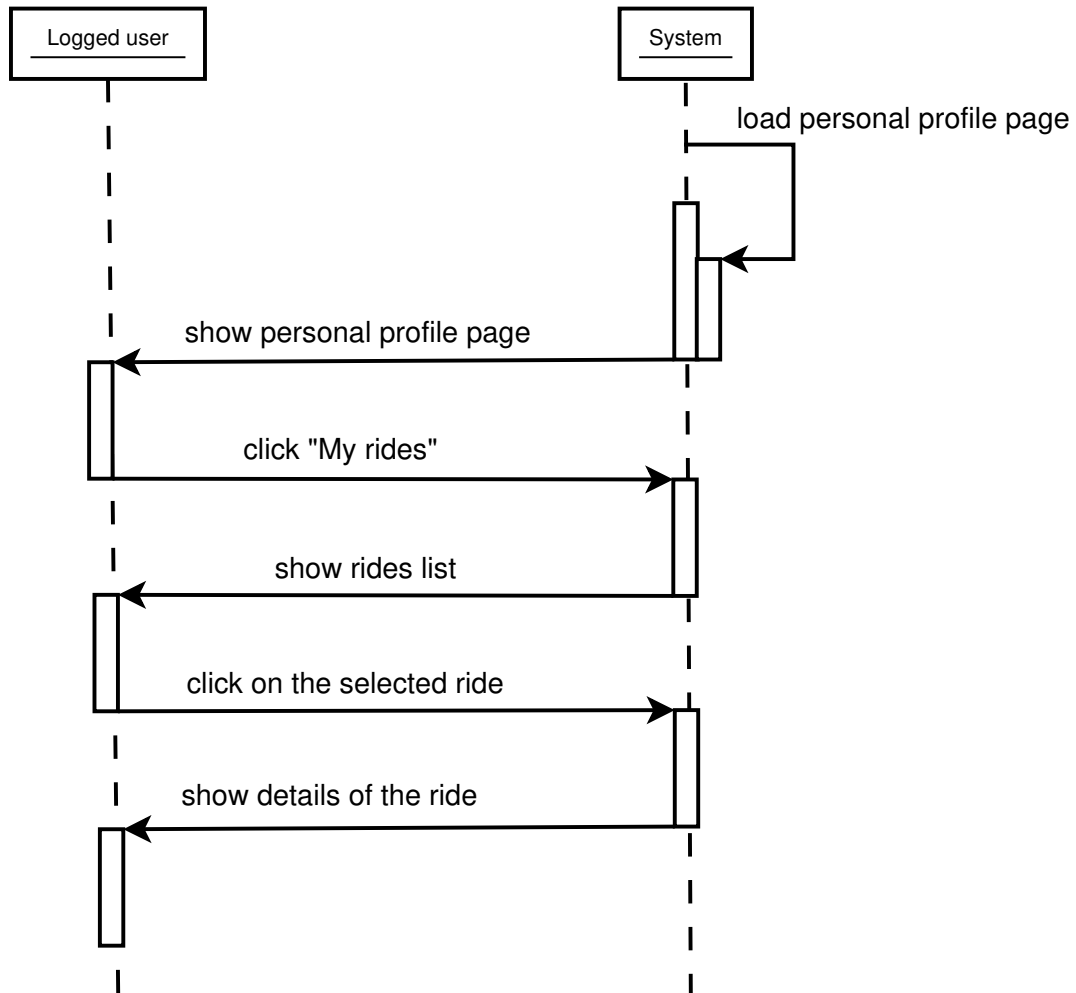 Logged user
System
load personal profile page
show personal profile page
click "My rides"
show rides list
click on the selected ride
show details of the ride